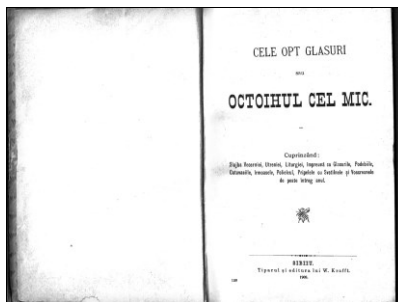 CELE OPT GLASURI
sau
OCTOIHUL CEL MIC.
Cuprinzênd:
Slujba Vecerniei, Utreniei, Liturgiei, împreună cu Glasurile, Podobiile,
Catavasiile, Irmoasele, Polieleul, Pripelele cu Svetilnele și Voscresnele
de peste întreg anul.
SIBIIU.
Tiparul și editura lui W. Krafft.